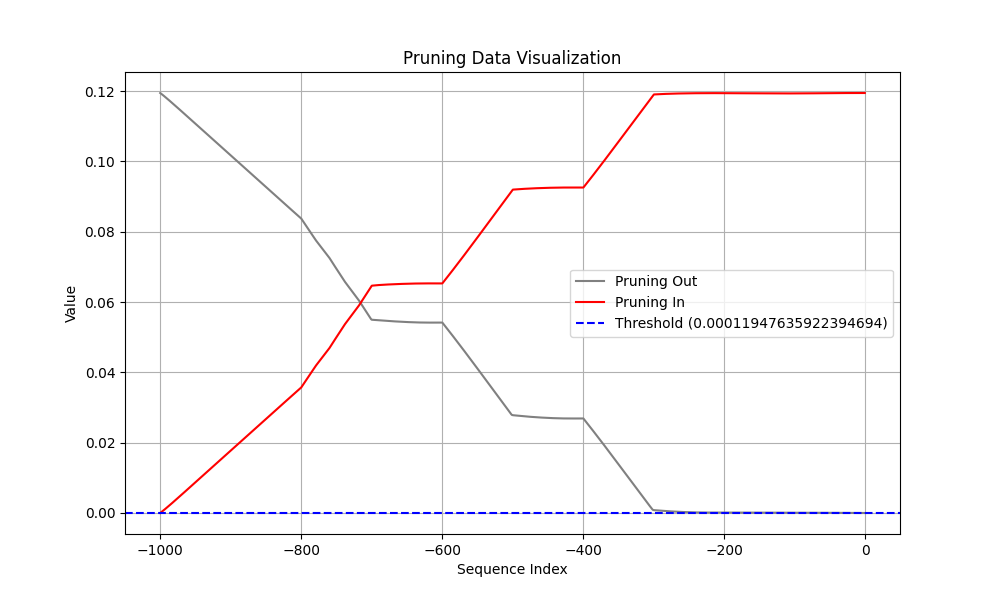 Pruning Data Visualization
0.12
0.10
0.08
0.06
0.04
0.02
0.00
Value
Pruning Out
Pruning In
Threshold (0.00011947635922394694)
−1000
−800
−600
−400
−200
0
Sequence Index